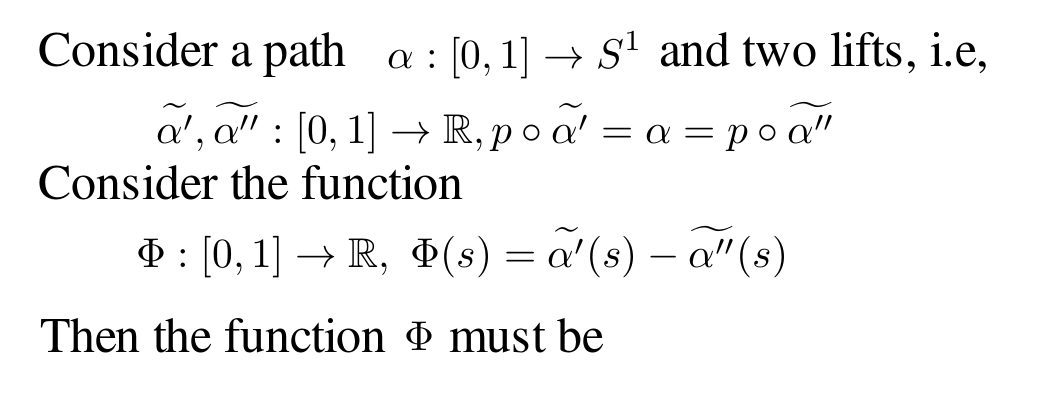 Consider a path α : [0, 1] → S¹ and two lifts, i.e,
α̃′, α̃″ : [0, 1] → ℝ, p ∘ α̃′ = α = p ∘ α̃″
Consider the function
Φ : [0, 1] → ℝ, Φ(s) = α̃′(s) − α̃″(s)
Then the function Φ must be